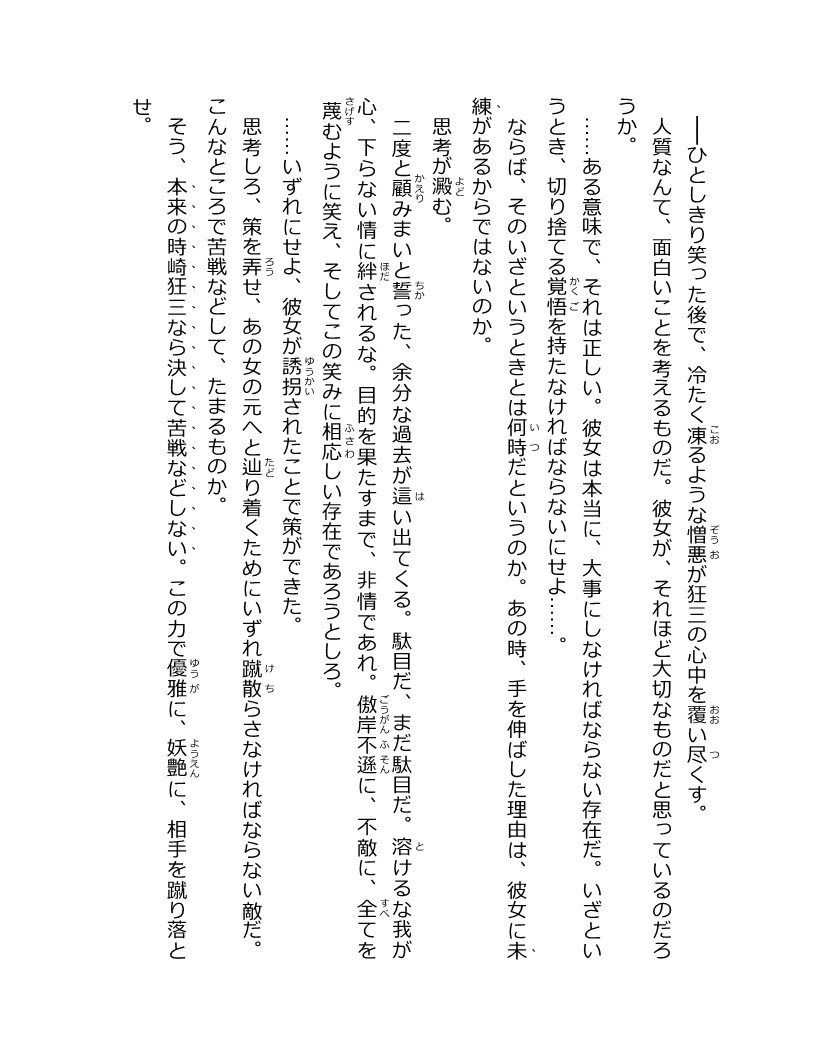 ――ひとしきり笑った後で、冷たく凍るような憎悪が狂三の心中を覆い尽くす。
人質なんて、面白いことを考えるものだ。彼女が、それほど大切なものだと思っているのだろ
うか。
……ある意味で、それは正しい。彼女は本当に、大事にしなければならない存在だ。いざとい
うとき、切り捨てる覚悟を持たなければならないにせよ……。
ならば、そのいざというときとは何時だというのか。あの時、手を伸ばした理由は、彼女に未
練があるからではないのか。
思考が澱む。
二度と顧みまいと誓った、余分な過去が這い出てくる。駄目だ、まだ駄目だ。溶けるな我が
心、下らない情に絆されるな。目的を果たすまで、非情であれ。傲岸不遜に、不敵に、全てを
蔑むように笑え、そしてこの笑みに相応しい存在であろうとしろ。
……いずれにせよ、彼女が誘拐されたことで策ができた。
思考しろ、策を弄せ、あの女の元へと辿り着くためにいずれ蹴散らさなければならない敵だ。
こんなところで苦戦などして、たまるものか。
そう、本来の時崎狂三なら決して苦戦などしない。この力で優雅に、妖艶に、相手を蹴り落と
せ。